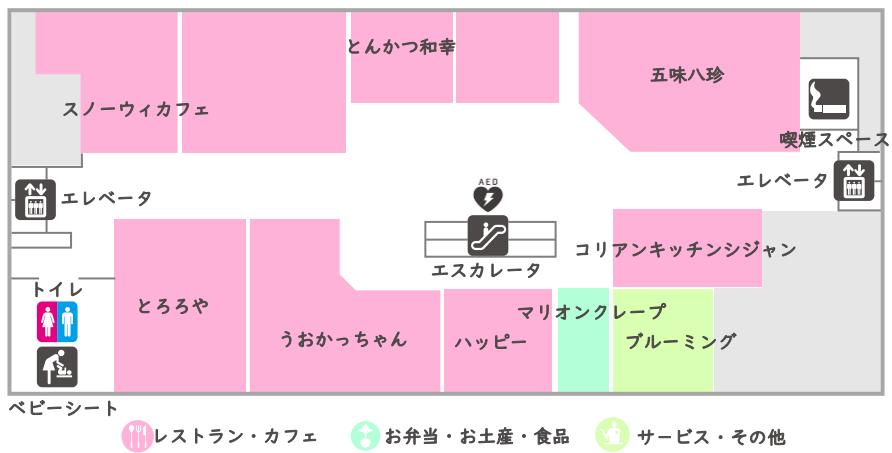 とんかつ和幸
五味八珍
スノーウィカフェ
喫煙スペース
エレベータ
AED
エレベータ
エスカレータ
コリアンキッチンシジャン
トイレ
とろろや
うおかっちゃん
ハッピー
マリオンクレープ
ブルーミング
ベビーシート
レストラン・カフェ
お弁当・お土産・食品
サービス・その他